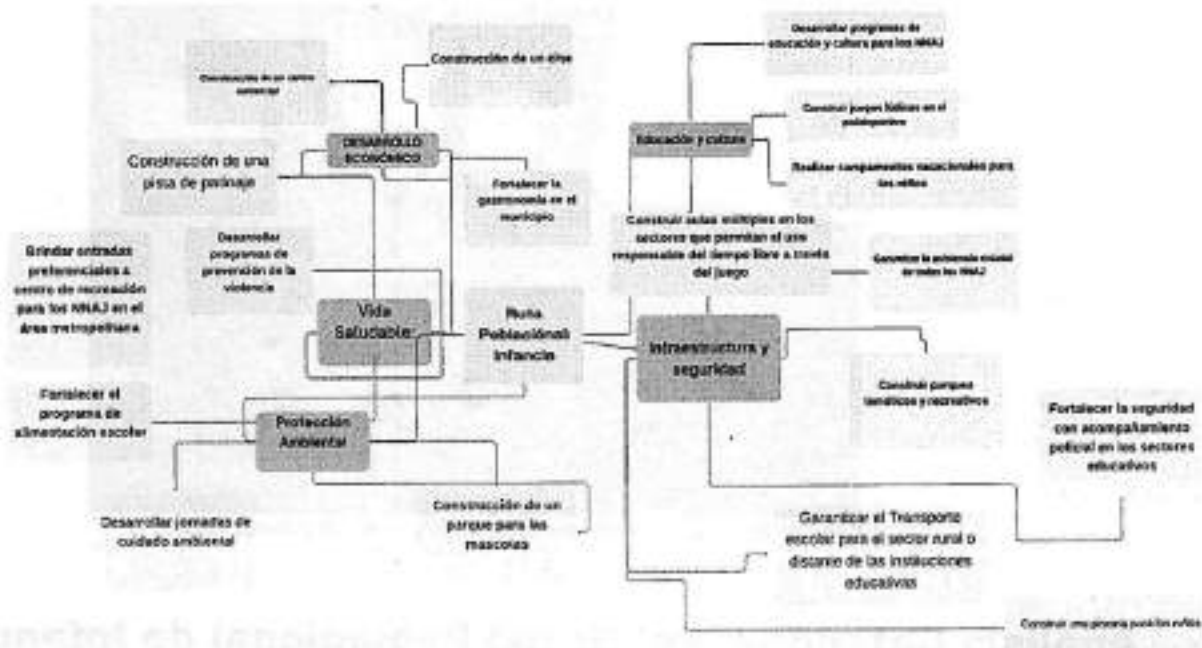 Desarrollar programas de
educación y cultura para los NNAJ
Construcción de un
Construcción de un centro
comercial
Construir juegos lúdicos en el
polideportivo
DESARROLLO
ECONÓMICO
Educación y cultura
Construcción de una
pista de patinaje
Realizar campamentos vacacionales para
los niños
Fortalecer la
gastronomía en el
municipio
Construir aulas múltiples en los
sectores que permitan el uso
responsable del tiempo libre a través
del juego
Brindar entradas
preferenciales a
centro de recreación
para los NNAJ en el
área metropolitana
Desarrollar
programas de
prevención de la
violencia
Garantizar la
de todos los NNAJ
Vida
Saludable
Ruta
Poblacional
Infancia
Infraestructura y
seguridad
Construir parques
temáticos y recreativos
Fortalecer el
programa de
alimentación escolar
Protección
Ambiental
Fortalecer la seguridad
con acompañamiento
policial en los sectores
educativos
Desarrollar jornadas de
cuidado ambiental
Construcción de un
parque para las
mascotas
Garantizar el Transporte
escolar para el sector rural o
distante de las instituciones
educativas
Construir una piscina para los niños